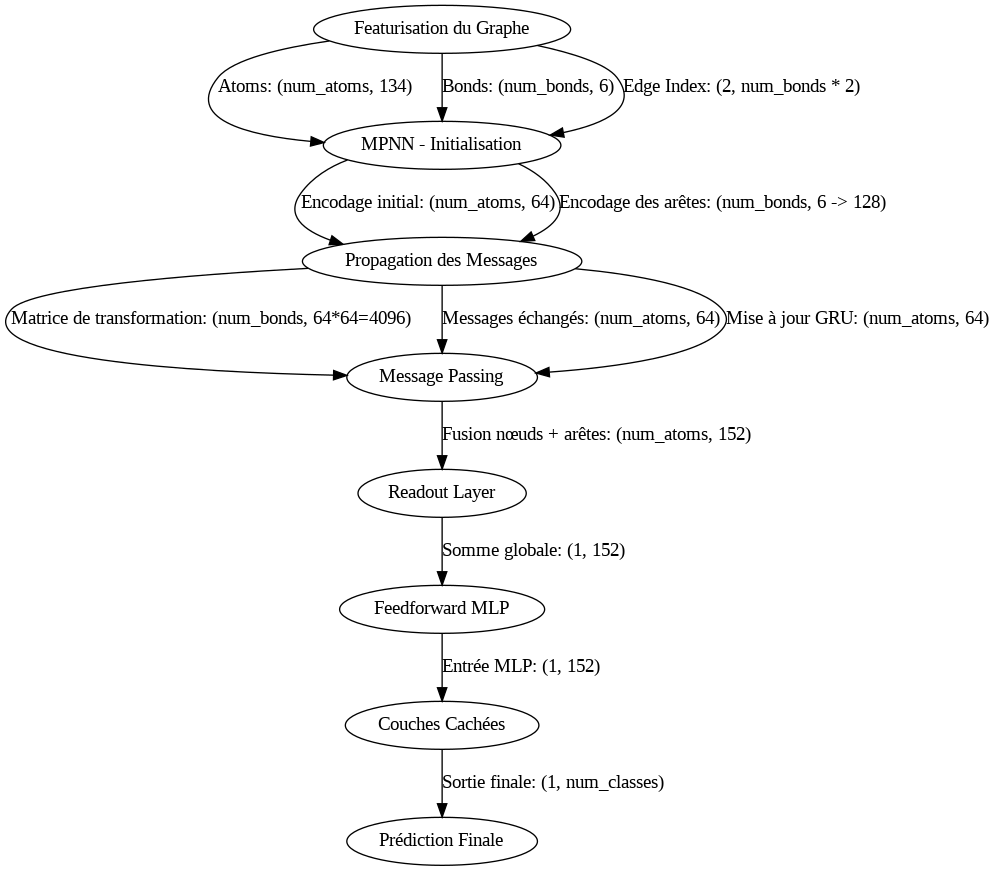 Featurisation du Graphe
Atoms: (num_atoms, 134)
Bonds: (num_bonds, 6)
Edge Index: (2, num_bonds * 2)
MPNN - Initialisation
Encodage initial: (num_atoms, 64)
Encodage des arêtes: (num_bonds, 6 -> 128)
Propagation des Messages
Matrice de transformation: (num_bonds, 64*64=4096)
Messages échangés: (num_atoms, 64)
Mise à jour GRU: (num_atoms, 64)
Message Passing
Fusion nœuds + arêtes: (num_atoms, 152)
Readout Layer
Somme globale: (1, 152)
Feedforward MLP
Entrée MLP: (1, 152)
Couches Cachées
Sortie finale: (1, num_classes)
Prédiction Finale